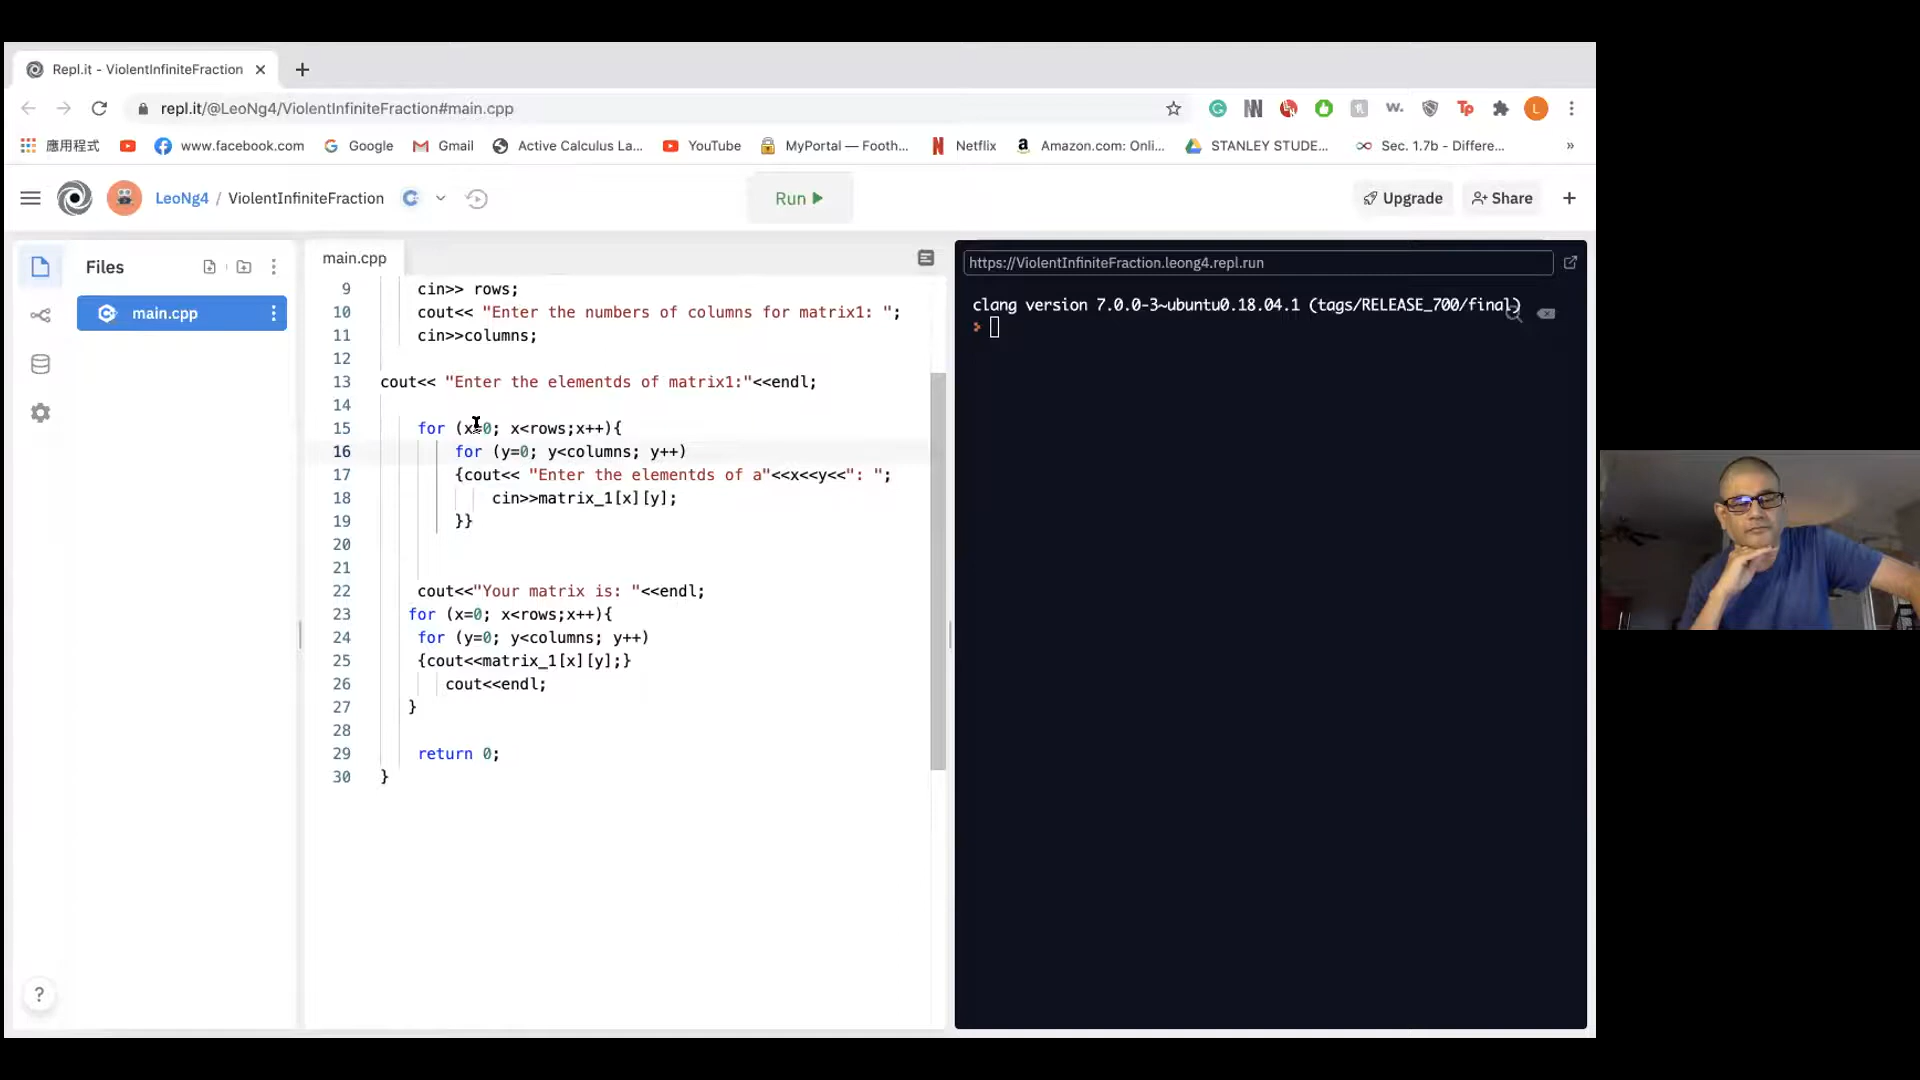 Repl.it - ViolentInfiniteFraction
repl.it/@LeoNg4/ViolentInfiniteFraction#main.cpp
w. Tp L
應用程式 www.facebook.com Google Gmail Active Calculus La... YouTube MyPortal — Footh... Netflix Amazon.com: Onli... STANLEY STUDE... Sec. 1.7b - Differe... »
LeoNg4 / ViolentInfiniteFraction Run Upgrade Share +
Files
main.cpp
main.cpp
9 cin>> rows;
10 cout<< "Enter the numbers of columns for matrix1: ";
11 cin>>columns;
12
13 cout<< "Enter the elementds of matrix1:"<<endl;
14
15 for (x=0; x<rows;x++){
16 for (y=0; y<columns; y++)
17 {cout<< "Enter the elementds of a"<<x<<y<<": ";
18 cin>>matrix_1[x][y];
19 }}
20
21
22 cout<<"Your matrix is: "<<endl;
23 for (x=0; x<rows;x++){
24 for (y=0; y<columns; y++)
25 {cout<<matrix_1[x][y];}
26 cout<<endl;
27 }
28
29 return 0;
30 }
?
https://ViolentInfiniteFraction.leong4.repl.run
clang version 7.0.0-3~ubuntu0.18.04.1 (tags/RELEASE_700/final)